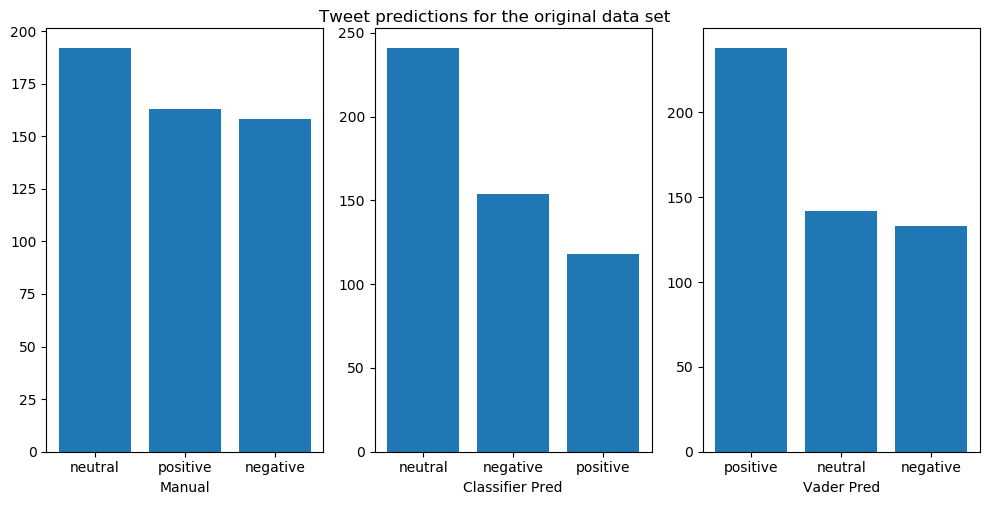 Tweet predictions for the original data set
200
175
150
125
100
75
50
25
0
neutral positive negative
Manual
250
200
150
100
50
0
neutral negative positive
Classifier Pred
200
150
100
50
0
positive neutral negative
Vader Pred